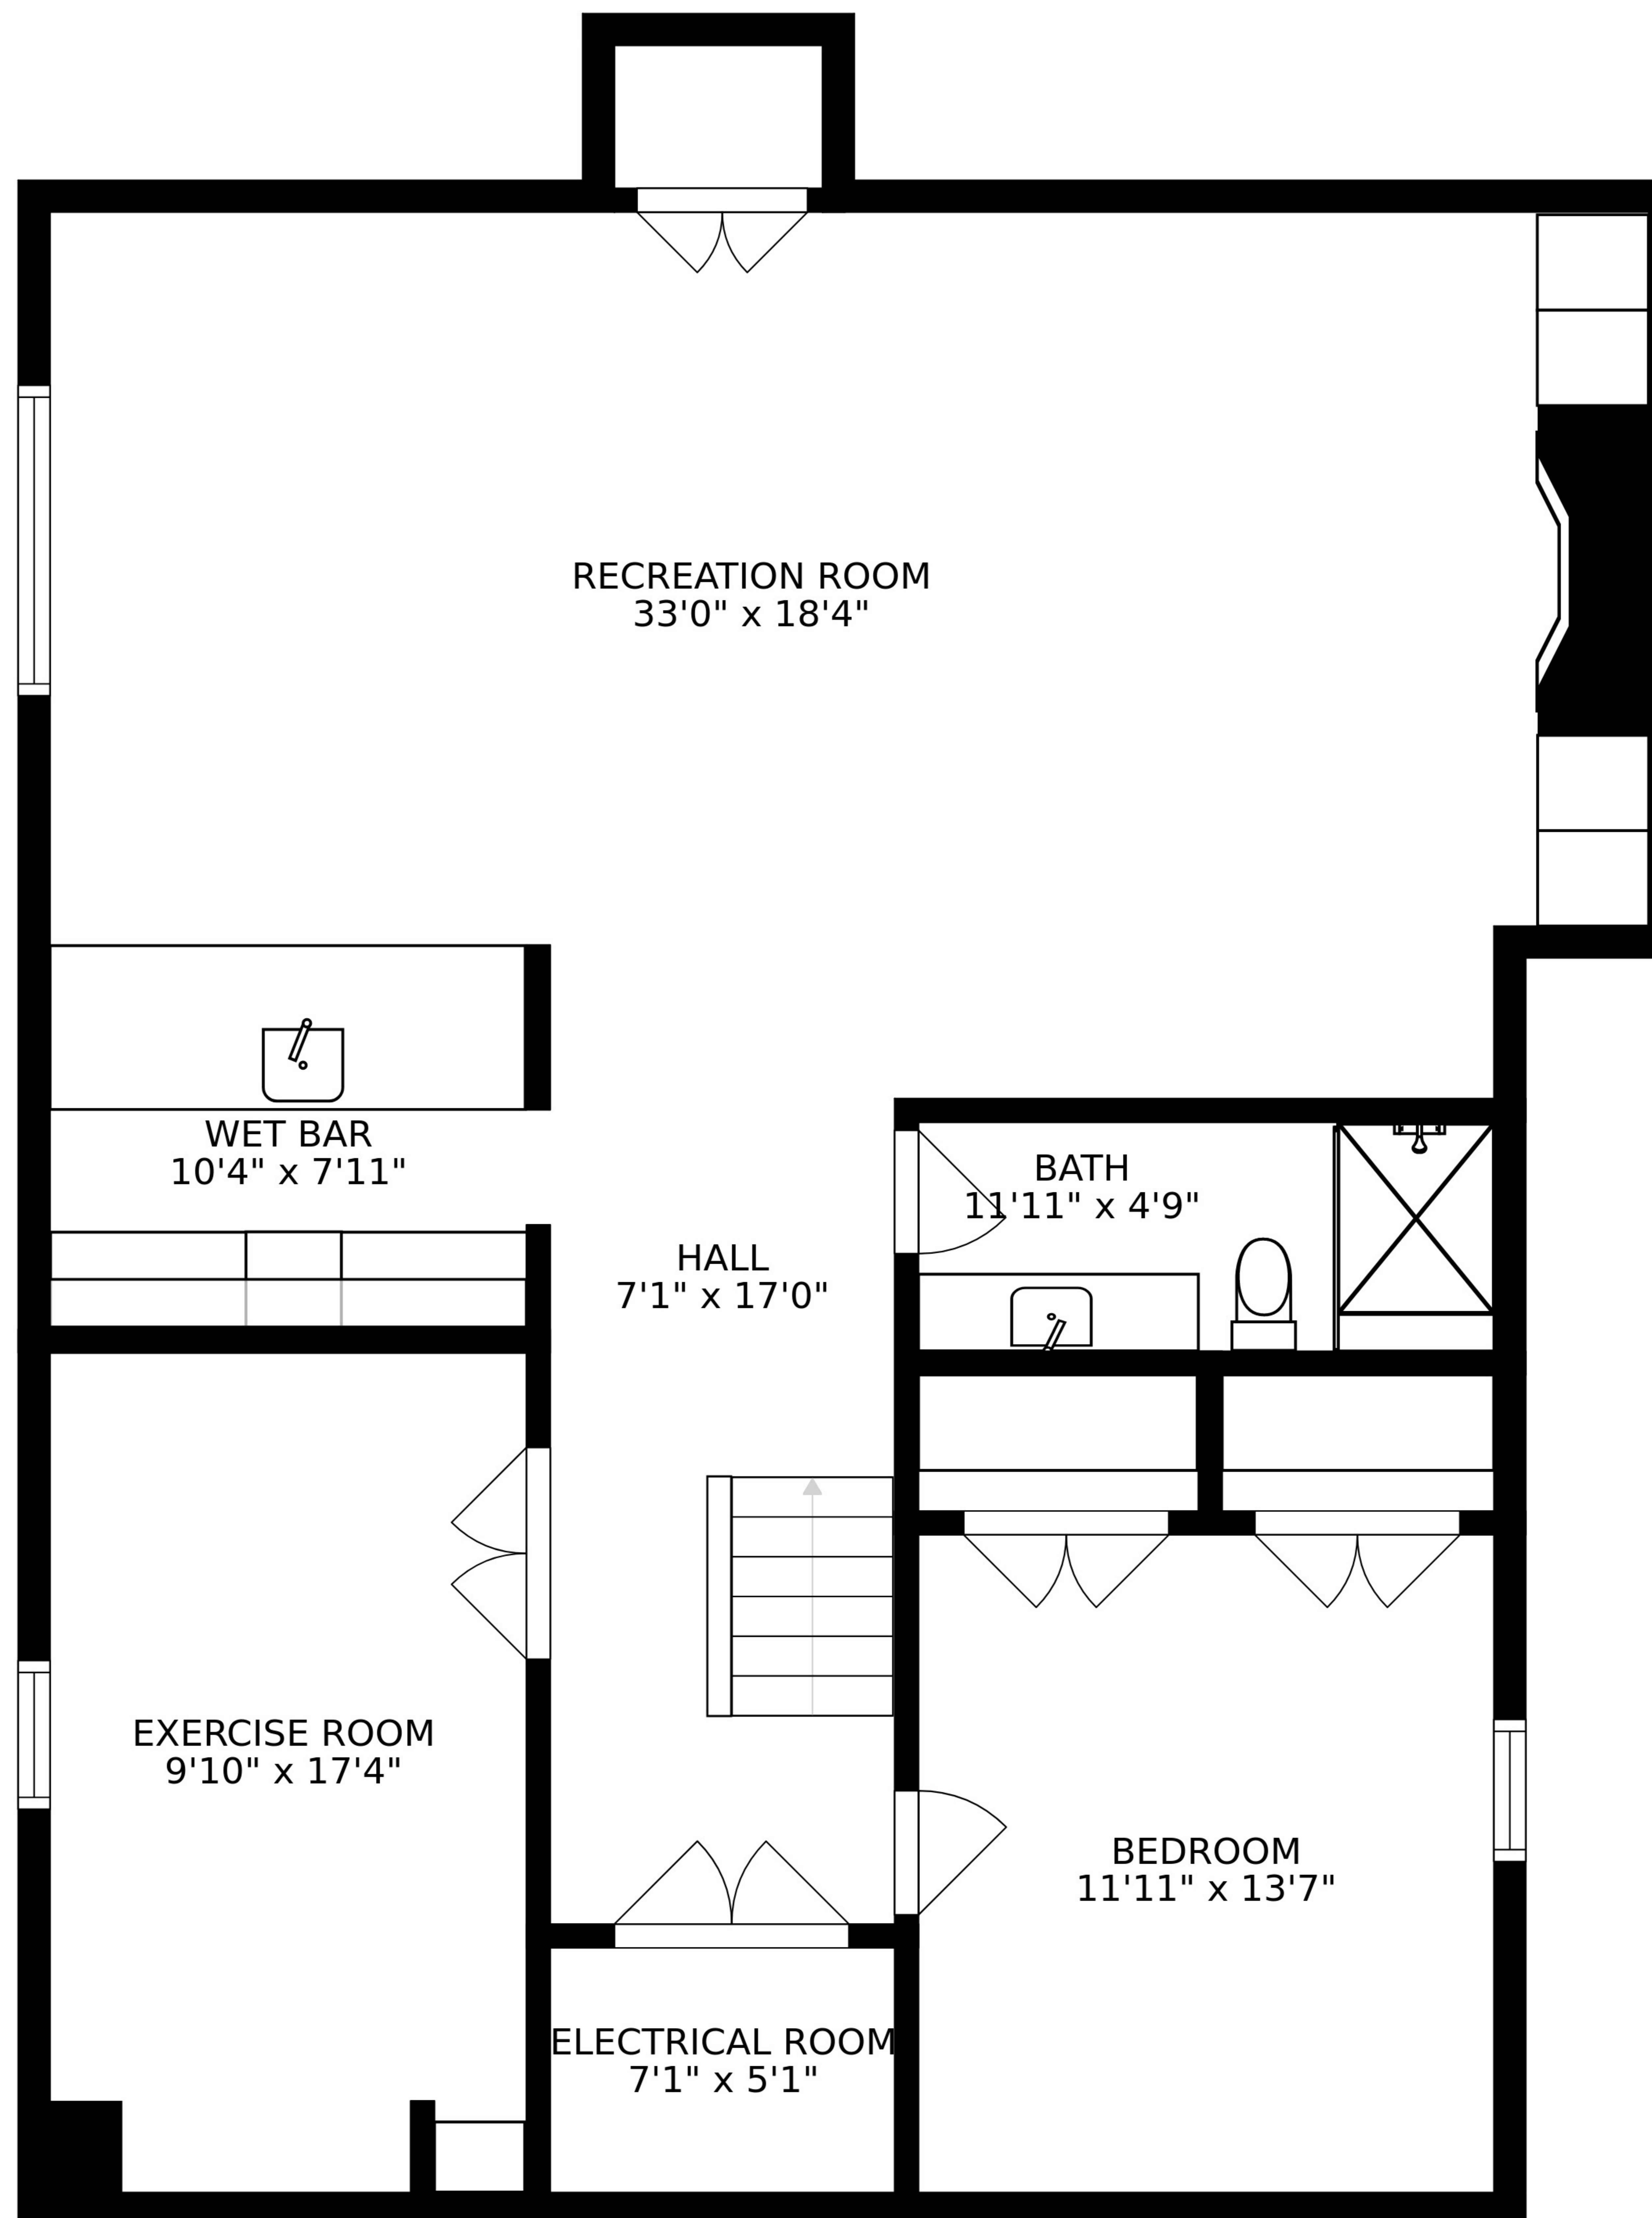 RECREATION ROOM
33'0" x 18'4"
WET BAR
10'4" x 7'11"
BATH
11'11" x 4'9"
HALL
7'1" x 17'0"
EXERCISE ROOM
9'10" x 17'4"
BEDROOM
11'11" x 13'7"
ELECTRICAL ROOM
7'1" x 5'1"